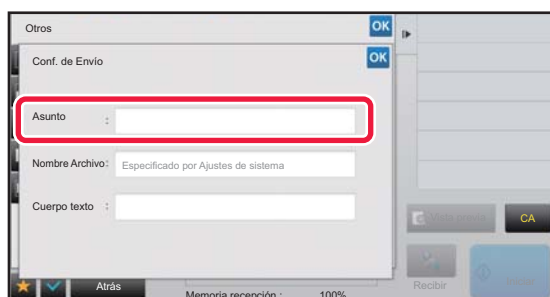 Otros
OK
Conf. de Envío
OK
Asunto :
Nombre Archivo: Especificado por Ajustes de sistema
Cuerpo texto :
CA
Atrás
Memoria recepción : 100%
Recibir